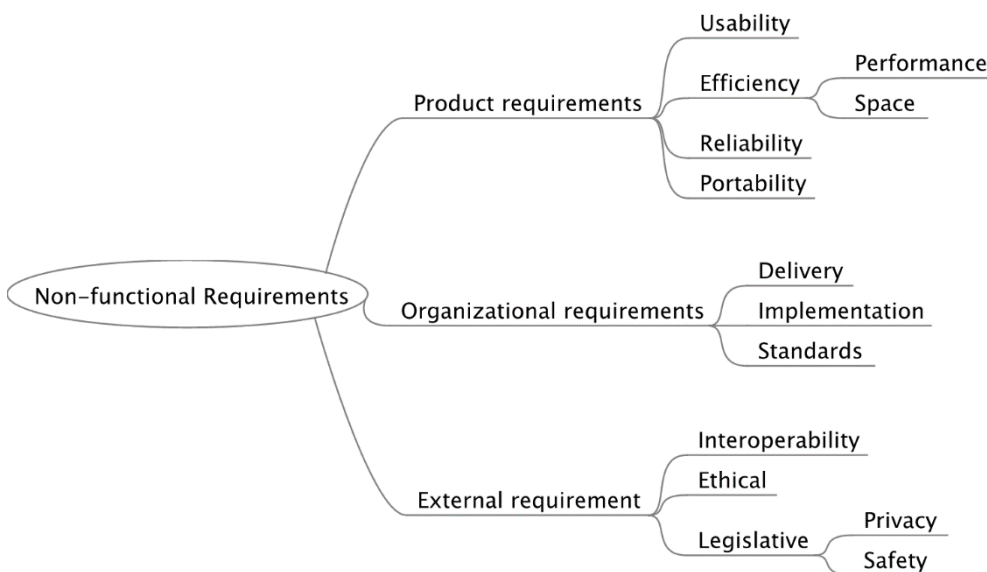 Non-functional Requirements
Product requirements
Usability
Efficiency
Performance
Space
Reliability
Portability
Organizational requirements
Delivery
Implementation
Standards
External requirement
Interoperability
Ethical
Legislative
Privacy
Safety